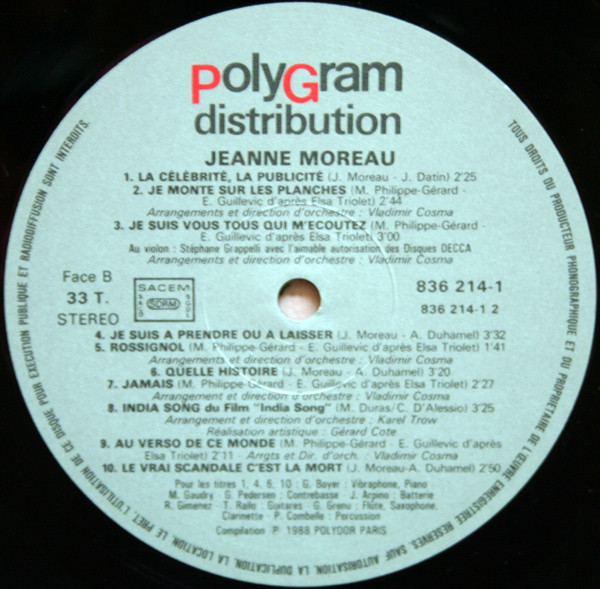 PolyGram
distribution
JEANNE MOREAU
1. LA CÉLÉBRITÉ, LA PUBLICITÉ (J. Moreau - J. Datin) 2'25
2. JE MONTE SUR LES PLANCHES (M. Philippe-Gérard -
E. Guillevic d'après Elsa Triolet) 2'44
Arrangements et direction d'orchestre : Vladimir Cosma
3. JE SUIS VOUS TOUS QUI M'ECOUTEZ (M. Philippe-Gérard -
E. Guillevic d'après Elsa Triolet) 3'00
Au violon : Stéphane Grappelli avec l'aimable autorisation des Disques DECCA
Arrangements et direction d'orchestre : Vladimir Cosma
Face B
33 T.
STEREO
SACEM
SDRM
836 214-1
836 214-1 2
4. JE SUIS A PRENDRE OU A LAISSER (J. Moreau - A. Duhamel) 3'32
5. ROSSIGNOL (M. Philippe-Gérard - E. Guillevic d'après Elsa Triolet) 1'41
Arrangements et direction d'orchestre : Vladimir Cosma
6. QUELLE HISTOIRE (J. Moreau - A. Duhamel) 3'20
7. JAMAIS (M. Philippe-Gérard - E. Guillevic d'après Elsa Triolet) 2'27
Arrangements et direction d'orchestre : Vladimir Cosma
8. INDIA SONG du Film "India Song" (M. Duras/C. D'Alessio) 3'25
Arrangement et direction d'orchestre : Karel Trow
Réalisation artistique : Gérard Cote
9. AU VERSO DE CE MONDE (M. Philippe-Gérard - E. Guillevic d'après
Elsa Triolet) 2'11 - Arrgts et Dir. d'orch. : Vladimir Cosma
10. LE VRAI SCANDALE C'EST LA MORT (J. Moreau-A. Duhamel) 2'50
Pour les titres 1, 4, 6, 10 : G. Boyer : Vibraphone, Piano
M. Gaudry - G. Pedersen : Contrebasse - J. Arpino : Batterie
R. Gimenez - T. Railo : Guitares - G. Grenu : Flûte, Saxophone,
Clarinette - P. Combelle : Percussion
Compilation ℗ 1988 POLYDOR PARIS
TOUS DROITS DU PRODUCTEUR PHONOGRAPHIQUE ET DU PROPRIETAIRE DE L'ŒUVRE ENREGISTREE RESERVES. SAUF AUTORISATION, LA DUPLICATION, LA LOCATION, LE PRET, L'UTILISATION DE CE DISQUE POUR EXECUTION PUBLIQUE ET RADIODIFFUSION SONT INTERDITS.